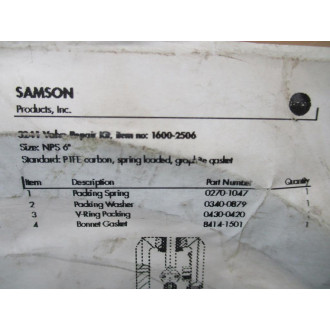 SAMSON
Products, Inc.
3241 Valve Repair Kit, item no: 1600-2506
Size: NPS 6"
Standard: PTFE carbon, spring loaded, graphite gasket
Item Description Part Number Quantity
1 Packing Spring 0270-1047 1
2 Packing Washer 0340-0879 1
3 V-Ring Packing 0430-0420
4 Bonnet Gasket 8414-1501